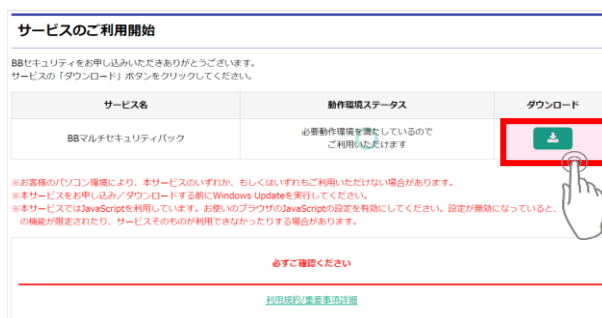 サービスのご利用開始
BBセキュリティをお申し込みいただきありがとうございます。
サービスの「ダウンロード」ボタンをクリックしてください。
サービス名 動作環境ステータス ダウンロード
BBマルチセキュリティパック
必要動作環境を満たしているので
ご利用いただけます
※お客様のパソコン環境により、本サービスのいずれか、もしくはいずれもご利用いただけない場合があります。
※本サービスをお申し込み／ダウンロードする前にWindows Updateを実行してください。
※本サービスではJavaScriptを利用しています。お使いのブラウザのJavaScriptの設定を有効にしてください。設定が無効になっていると、
の機能が限定されたり、サービスそのものが利用できなかったりする場合があります。
必ずご確認ください
利用規約/重要事項詳細